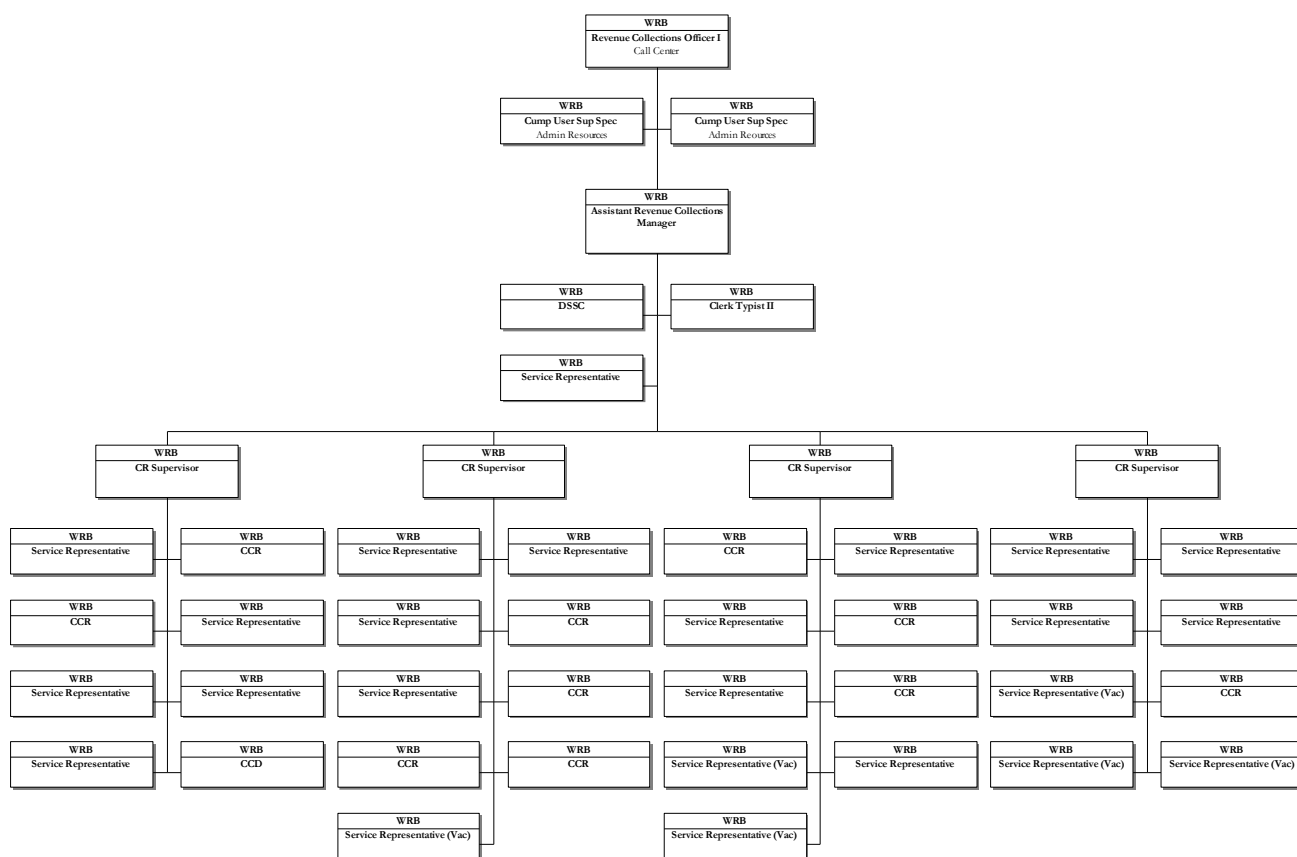 WRB
Revenue Collections Officer I
Call Center
WRB
Cump User Sup Spec
Admin Resources
WRB
Cump User Sup Spec
Admin Reources
WRB
Assistant Revenue Collections
Manager
WRB
DSSC
WRB
Clerk Typist II
WRB
Service Representative
WRB
CR Supervisor
WRB
CR Supervisor
WRB
CR Supervisor
WRB
CR Supervisor
WRB
Service Representative
WRB
CCR
WRB
Service Representative
WRB
Service Representative
WRB
CCR
WRB
Service Representative
WRB
Service Representative
WRB
Service Representative
WRB
CCR
WRB
Service Representative
WRB
Service Representative
WRB
CCR
WRB
Service Representative
WRB
CCR
WRB
Service Representative
WRB
Service Representative
WRB
Service Representative
WRB
Service Representative
WRB
Service Representative
WRB
CCR
WRB
Service Representative
WRB
CCR
WRB
Service Representative (Vac)
WRB
CCR
WRB
Service Representative
WRB
CCD
WRB
CCR
WRB
CCR
WRB
Service Representative (Vac)
WRB
Service Representative
WRB
Service Representative (Vac)
WRB
Service Representative (Vac)
WRB
Service Representative (Vac)
WRB
Service Representative (Vac)